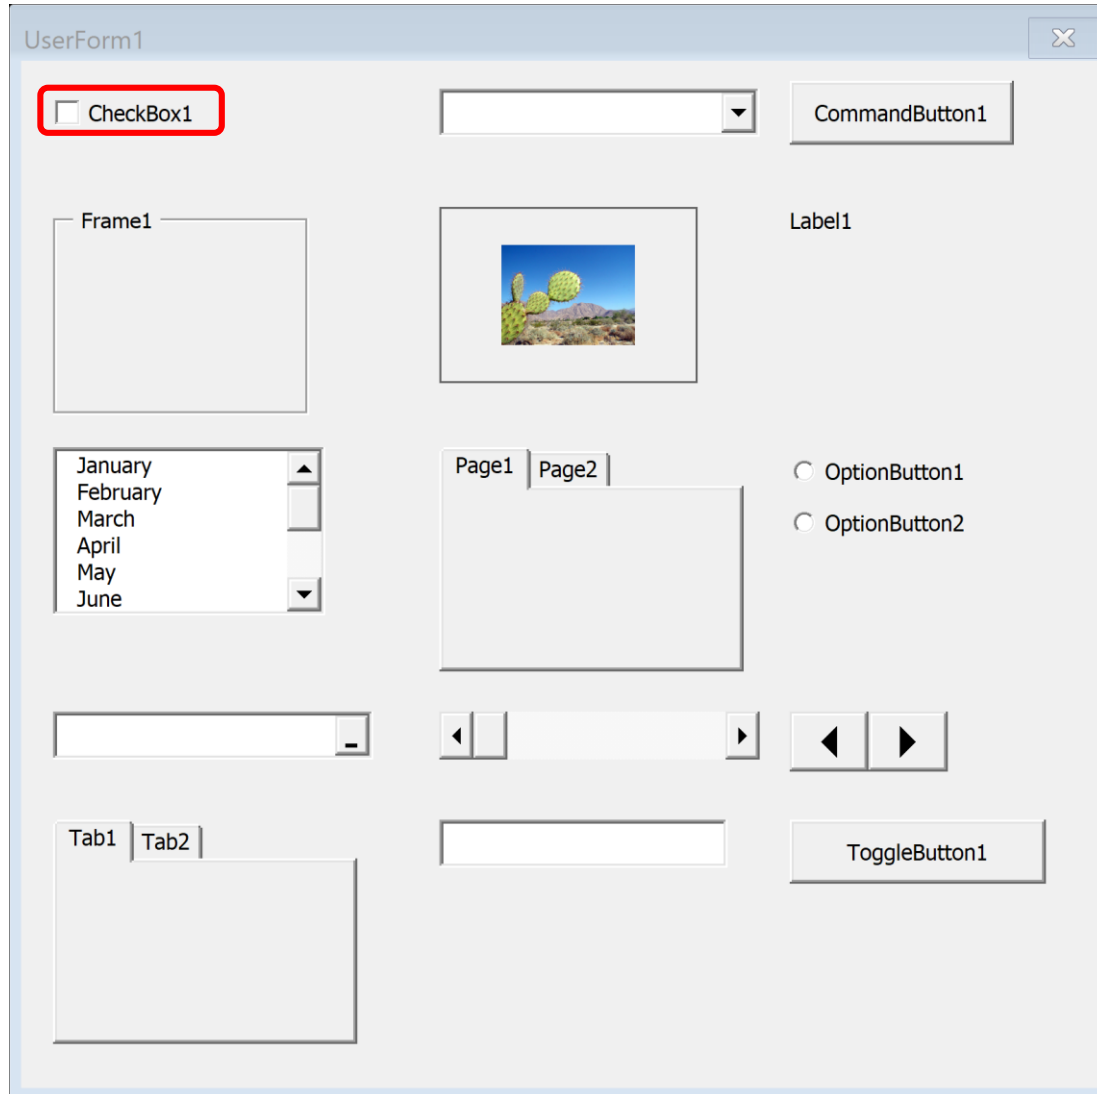 UserForm1
CheckBox1
CommandButton1
Frame1
Label1
January
February
March
April
May
June
Page1
Page2
OptionButton1
OptionButton2
Tab1
Tab2
ToggleButton1